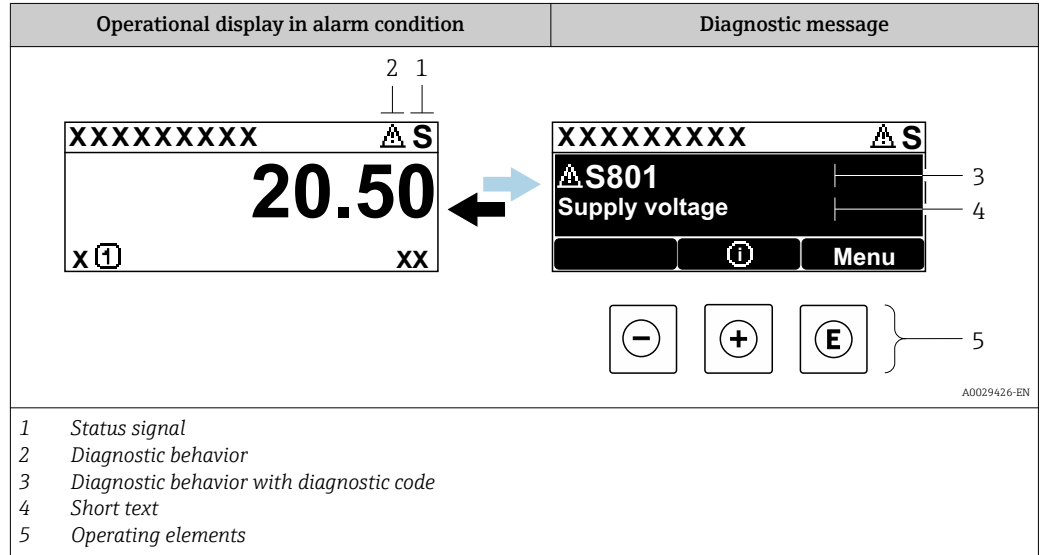 Operational display in alarm condition
Diagnostic message
2 1
XXXXXXXXX ⚠ S
20.50
X 1 XX
XXXXXXXXX ⚠ S
⚠S801
3
Supply voltage
4
i Menu
− + E
5
A0029426-EN
1 Status signal
2 Diagnostic behavior
3 Diagnostic behavior with diagnostic code
4 Short text
5 Operating elements